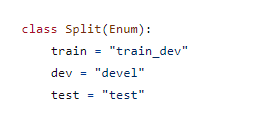 class Split(Enum):
    train = "train_dev"
    dev = "devel"
    test = "test"